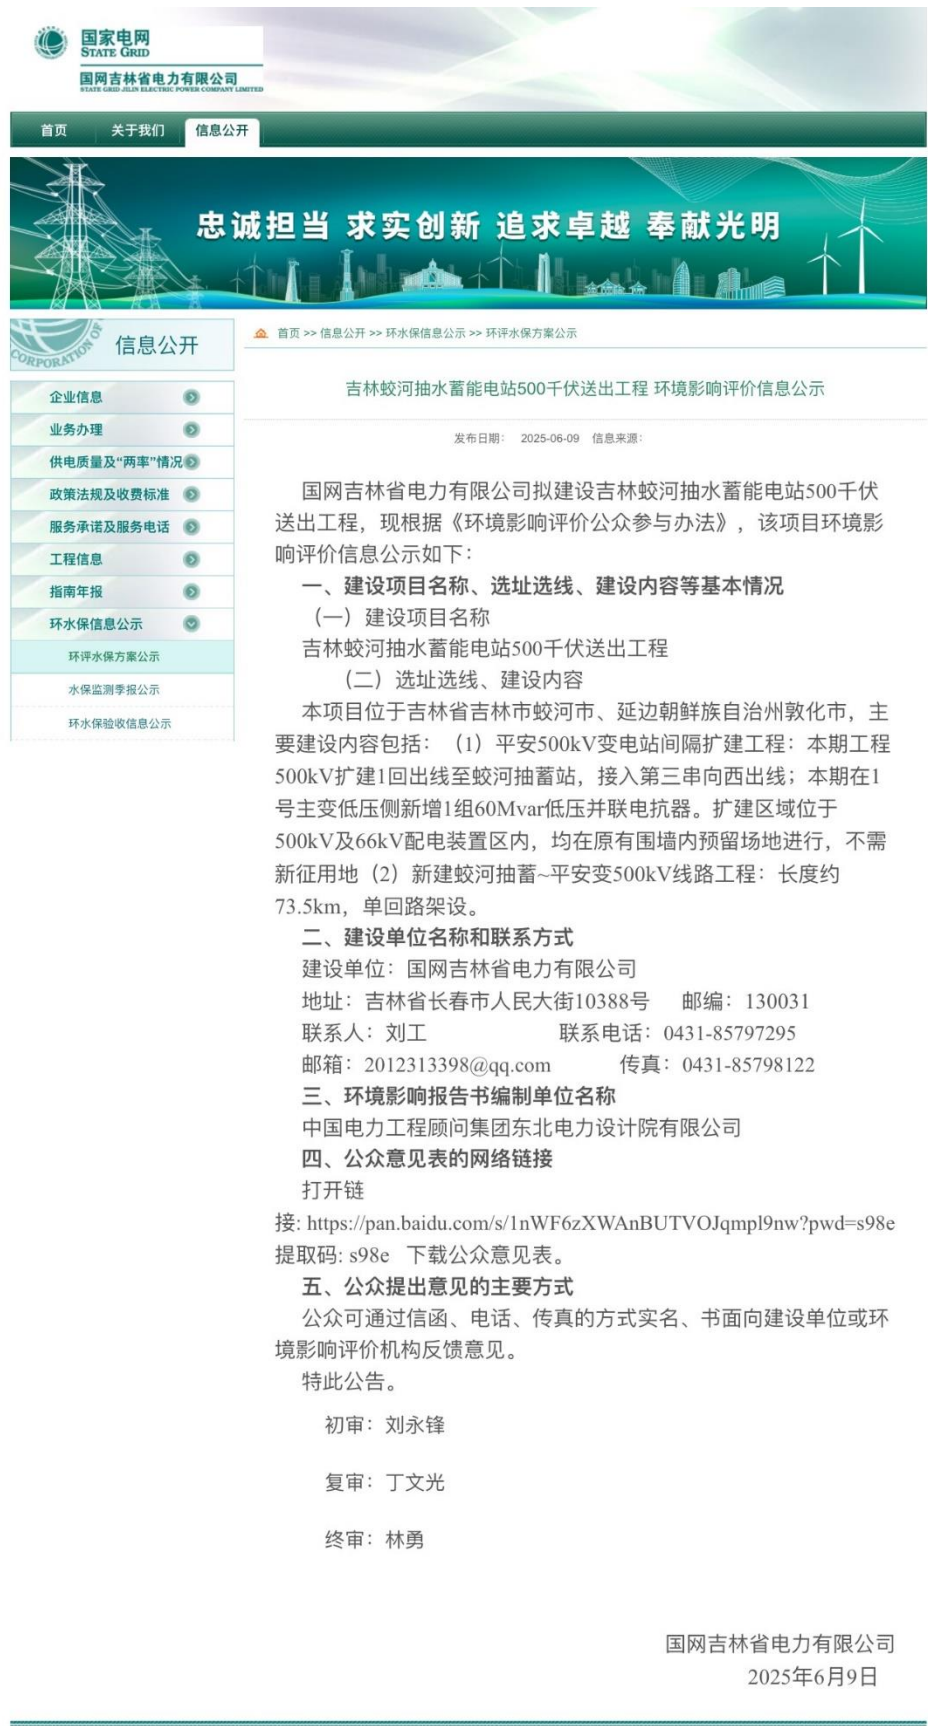 国家电网
STATE GRID
国网吉林省电力有限公司
STATE GRID JILIN ELECTRIC POWER COMPANY LIMITED
首页 关于我们 信息公开
忠诚担当 求实创新 追求卓越 奉献光明
CORPORATION OF
信息公开
企业信息
业务办理
供电质量及“两率”情况
政策法规及收费标准
服务承诺及服务电话
工程信息
指南年报
环水保信息公示
环评水保方案公示
水保监测季报公示
环水保验收信息公示
首页 >> 信息公开 >> 环水保信息公示 >> 环评水保方案公示
吉林蛟河抽水蓄能电站500千伏送出工程 环境影响评价信息公示
发布日期: 2025-06-09 信息来源:
国网吉林省电力有限公司拟建设吉林蛟河抽水蓄能电站500千伏
送出工程，现根据《环境影响评价公众参与办法》，该项目环境影
响评价信息公示如下：
一、建设项目名称、选址选线、建设内容等基本情况
（一）建设项目名称
吉林蛟河抽水蓄能电站500千伏送出工程
（二）选址选线、建设内容
本项目位于吉林省吉林市蛟河市、延边朝鲜族自治州敦化市，主
要建设内容包括：（1）平安500kV变电站间隔扩建工程：本期工程
500kV扩建1回出线至蛟河抽蓄站，接入第三串向西出线；本期在1
号主变低压侧新增1组60Mvar低压并联电抗器。扩建区域位于
500kV及66kV配电装置区内，均在原有围墙内预留场地进行，不需
新征用地（2）新建蛟河抽蓄~平安变500kV线路工程：长度约
73.5km，单回路架设。
二、建设单位名称和联系方式
建设单位：国网吉林省电力有限公司
地址：吉林省长春市人民大街10388号 邮编：130031
联系人：刘工 联系电话：0431-85797295
邮箱：2012313398@qq.com 传真：0431-85798122
三、环境影响报告书编制单位名称
中国电力工程顾问集团东北电力设计院有限公司
四、公众意见表的网络链接
打开链
接: https://pan.baidu.com/s/1nWF6zXWAnBUTVOJqmpl9nw?pwd=s98e
提取码: s98e 下载公众意见表。
五、公众提出意见的主要方式
公众可通过信函、电话、传真的方式实名、书面向建设单位或环
境影响评价机构反馈意见。
特此公告。
初审：刘永锋
复审：丁文光
终审：林勇
国网吉林省电力有限公司
2025年6月9日